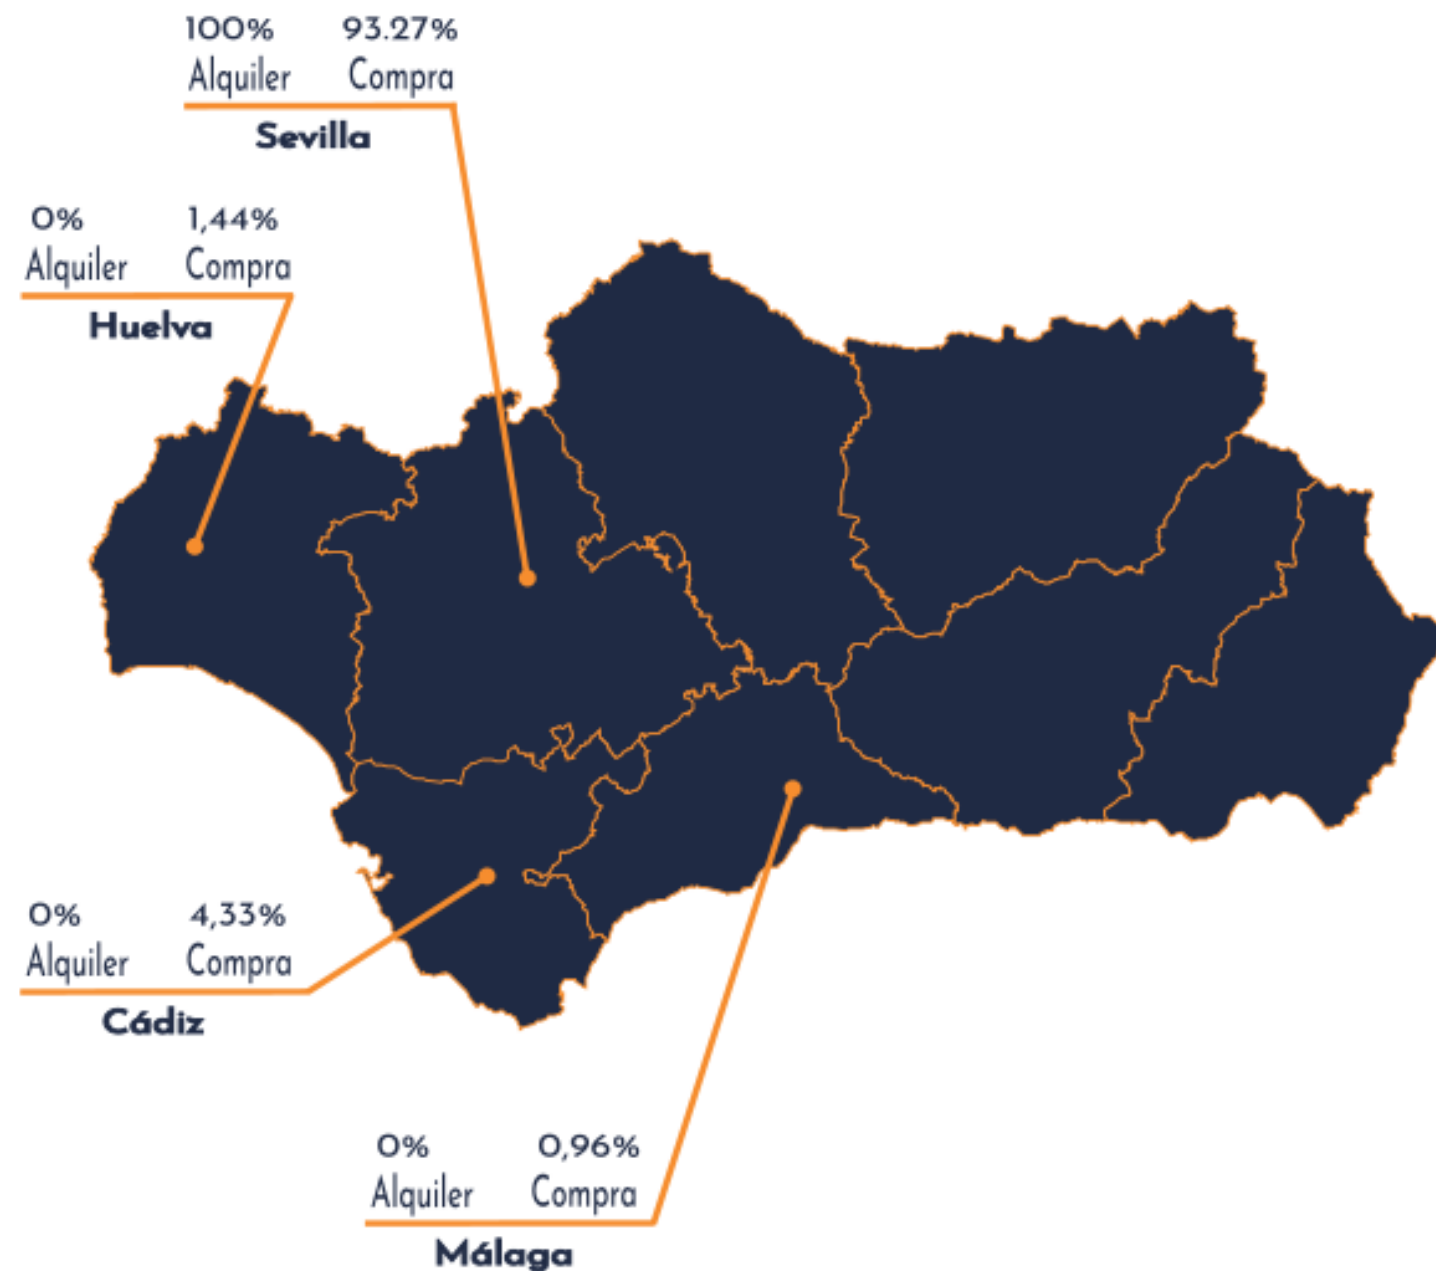 100% 93.27%
Alquiler Compra
Sevilla
0% 1,44%
Alquiler Compra
Huelva
0% 4,33%
Alquiler Compra
Cádiz
0% 0,96%
Alquiler Compra
Málaga